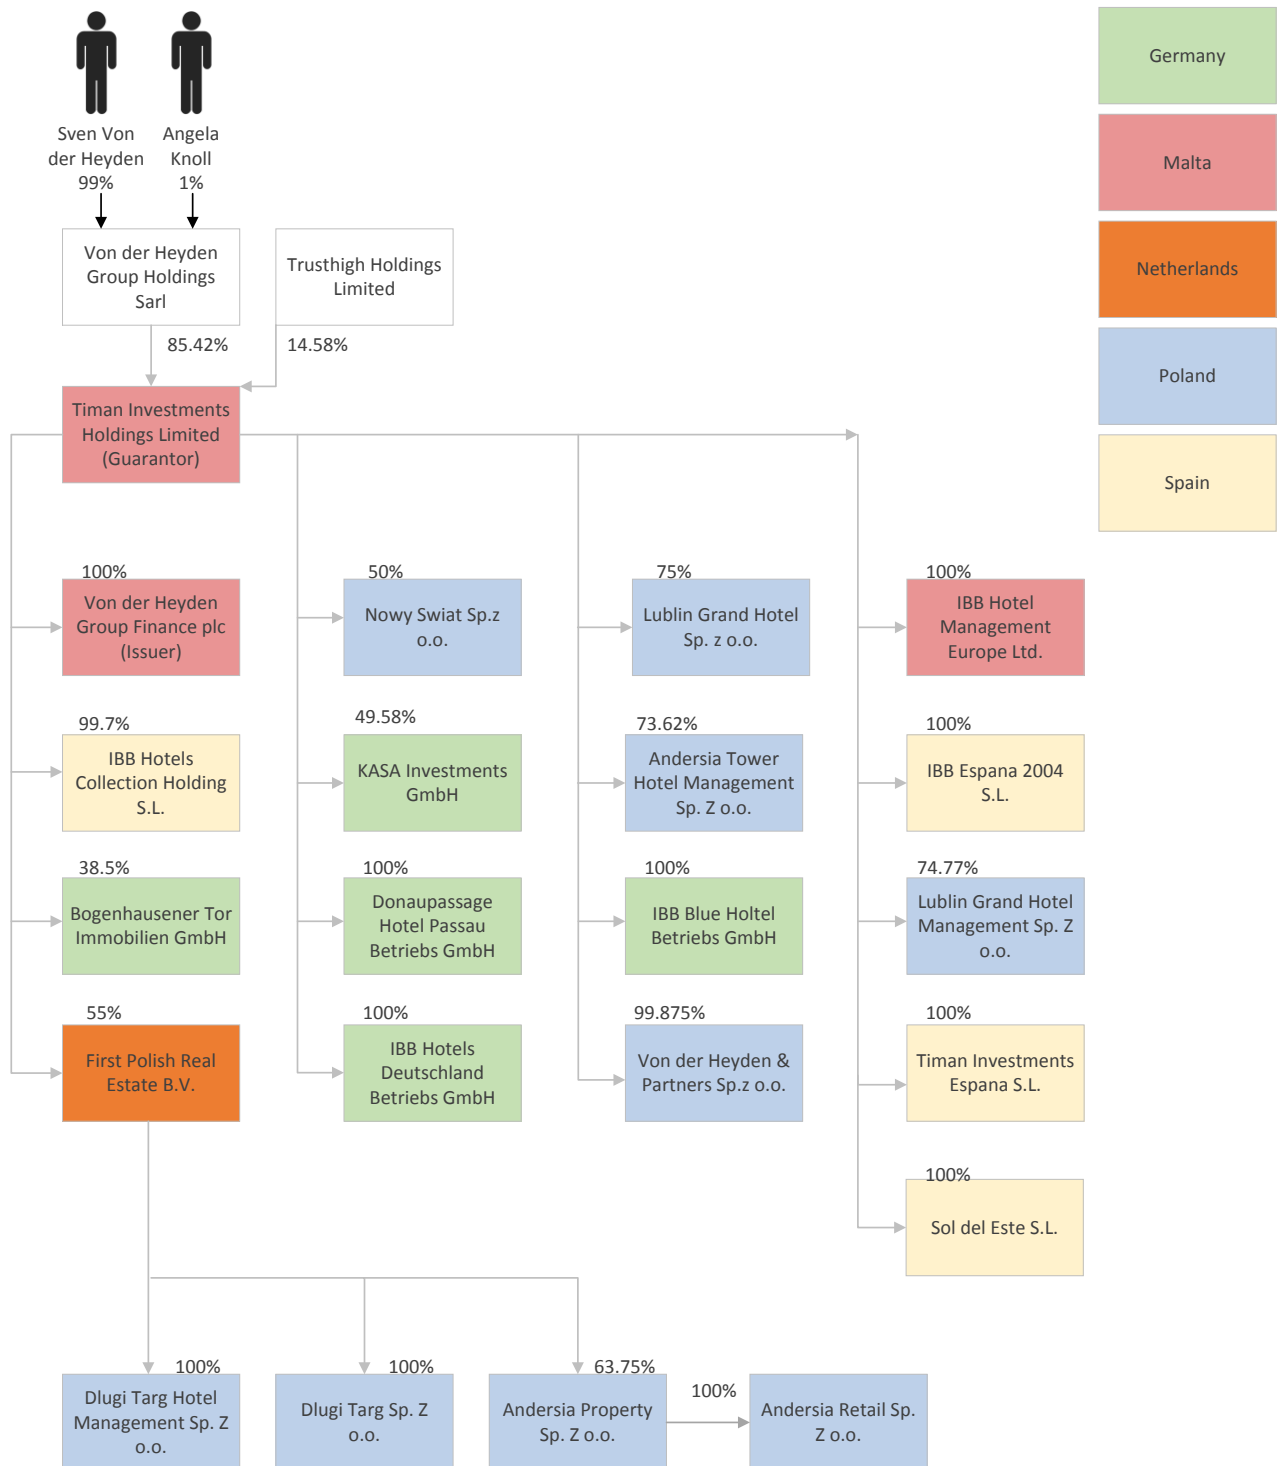 Sven Von
der Heyden
99%
Angela
Knoll
1%
Germany
Malta
Netherlands
Poland
Spain
Von der Heyden
Group Holdings
Sarl
Trusthigh Holdings
Limited
85.42%
14.58%
Timan Investments
Holdings Limited
(Guarantor)
100%
Von der Heyden
Group Finance plc
(Issuer)
50%
Nowy Swiat Sp.z
o.o.
75%
Lublin Grand Hotel
Sp. z o.o.
100%
IBB Hotel
Management
Europe Ltd.
99.7%
IBB Hotels
Collection Holding
S.L.
49.58%
KASA Investments
GmbH
73.62%
Andersia Tower
Hotel Management
Sp. Z o.o.
100%
IBB Espana 2004
S.L.
38.5%
Bogenhausener Tor
Immobilien GmbH
100%
Donaupassage
Hotel Passau
Betriebs GmbH
100%
IBB Blue Holtel
Betriebs GmbH
74.77%
Lublin Grand Hotel
Management Sp. Z
o.o.
55%
First Polish Real
Estate B.V.
100%
IBB Hotels
Deutschland
Betriebs GmbH
99.875%
Von der Heyden &
Partners Sp.z o.o.
100%
Timan Investments
Espana S.L.
100%
Sol del Este S.L.
100%
Dlugi Targ Hotel
Management Sp. Z
o.o.
100%
Dlugi Targ Sp. Z
o.o.
63.75%
Andersia Property
Sp. Z o.o.
100%
Andersia Retail Sp.
Z o.o.